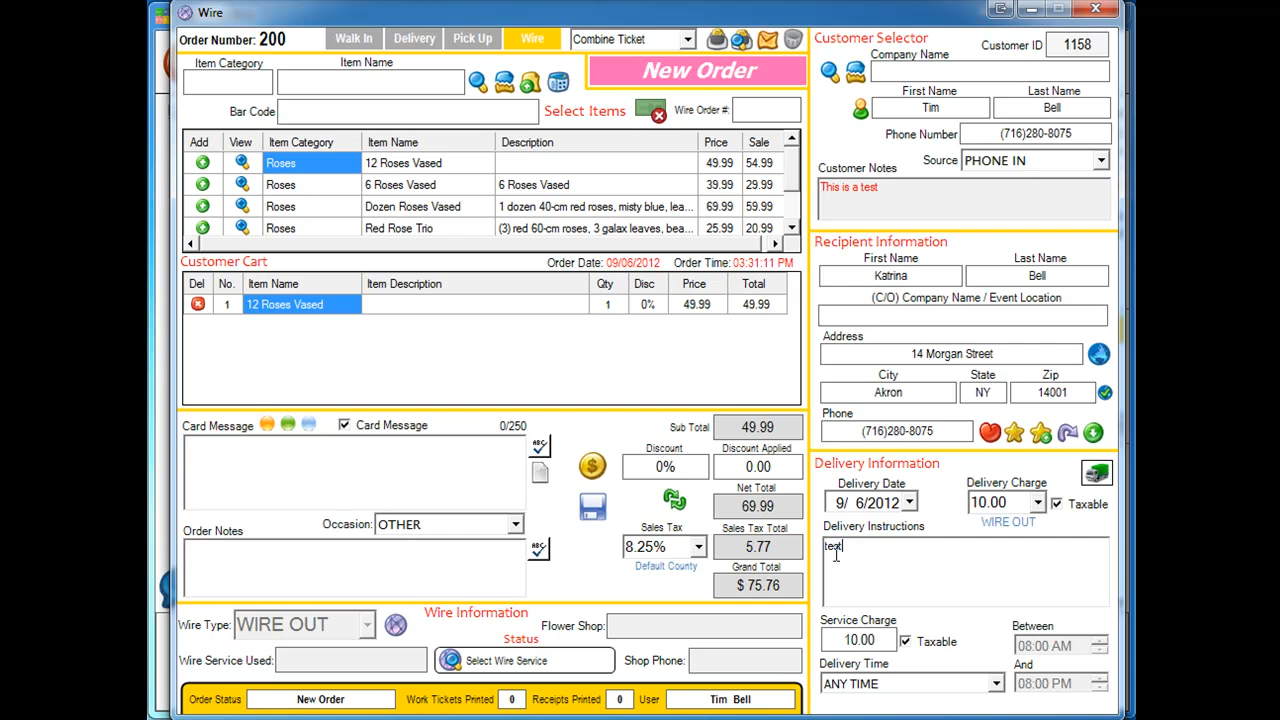 Wire
Order Number: 200
Walk In
Delivery
Pick Up
Wire
Combine Ticket
Item Category
Item Name
New Order
Bar Code
Select Items
Wire Order #:
Add View Item Category Item Name Description Price Sale
Roses 12 Roses Vased 49.99 54.99
Roses 6 Roses Vased 6 Roses Vased 39.99 29.99
Roses Dozen Roses Vased 1 dozen 40-cm red roses, misty blue, lea... 69.99 59.99
Roses Red Rose Trio (3) red 60-cm roses, 3 galax leaves, bea... 25.99 20.99
Customer Cart
Order Date: 09/06/2012
Order Time: 03:31:11 PM
Del No. Item Name Item Description Qty Disc Price Total
1 12 Roses Vased 1 0% 49.99 49.99
Card Message
Card Message
0/250
ABC
Occasion: OTHER
Order Notes
ABC
Sub Total
49.99
Discount
0%
Discount Applied
0.00
Net Total
69.99
Sales Tax
8.25%
Default County
Sales Tax Total
5.77
Grand Total
$ 75.76
Wire Information
Wire Type: WIRE OUT
Flower Shop:
Status
Wire Service Used:
Select Wire Service
Shop Phone:
Order Status
New Order
Work Tickets Printed 0
Receipts Printed 0
User
Tim Bell
Customer Selector
Customer ID 1158
Company Name
First Name
Last Name
Tim
Bell
Phone Number (716)280-8075
Source PHONE IN
Customer Notes
This is a test
Recipient Information
First Name
Last Name
Katrina
Bell
(C/O) Company Name / Event Location
Address
14 Morgan Street
City State Zip
Akron NY 14001
Phone
(716)280-8075
Delivery Information
Delivery Date
9/ 6/2012
Delivery Charge
10.00
Taxable
WIRE OUT
Delivery Instructions
test
Service Charge
10.00
Taxable
Between
08:00 AM
Delivery Time
ANY TIME
And
08:00 PM